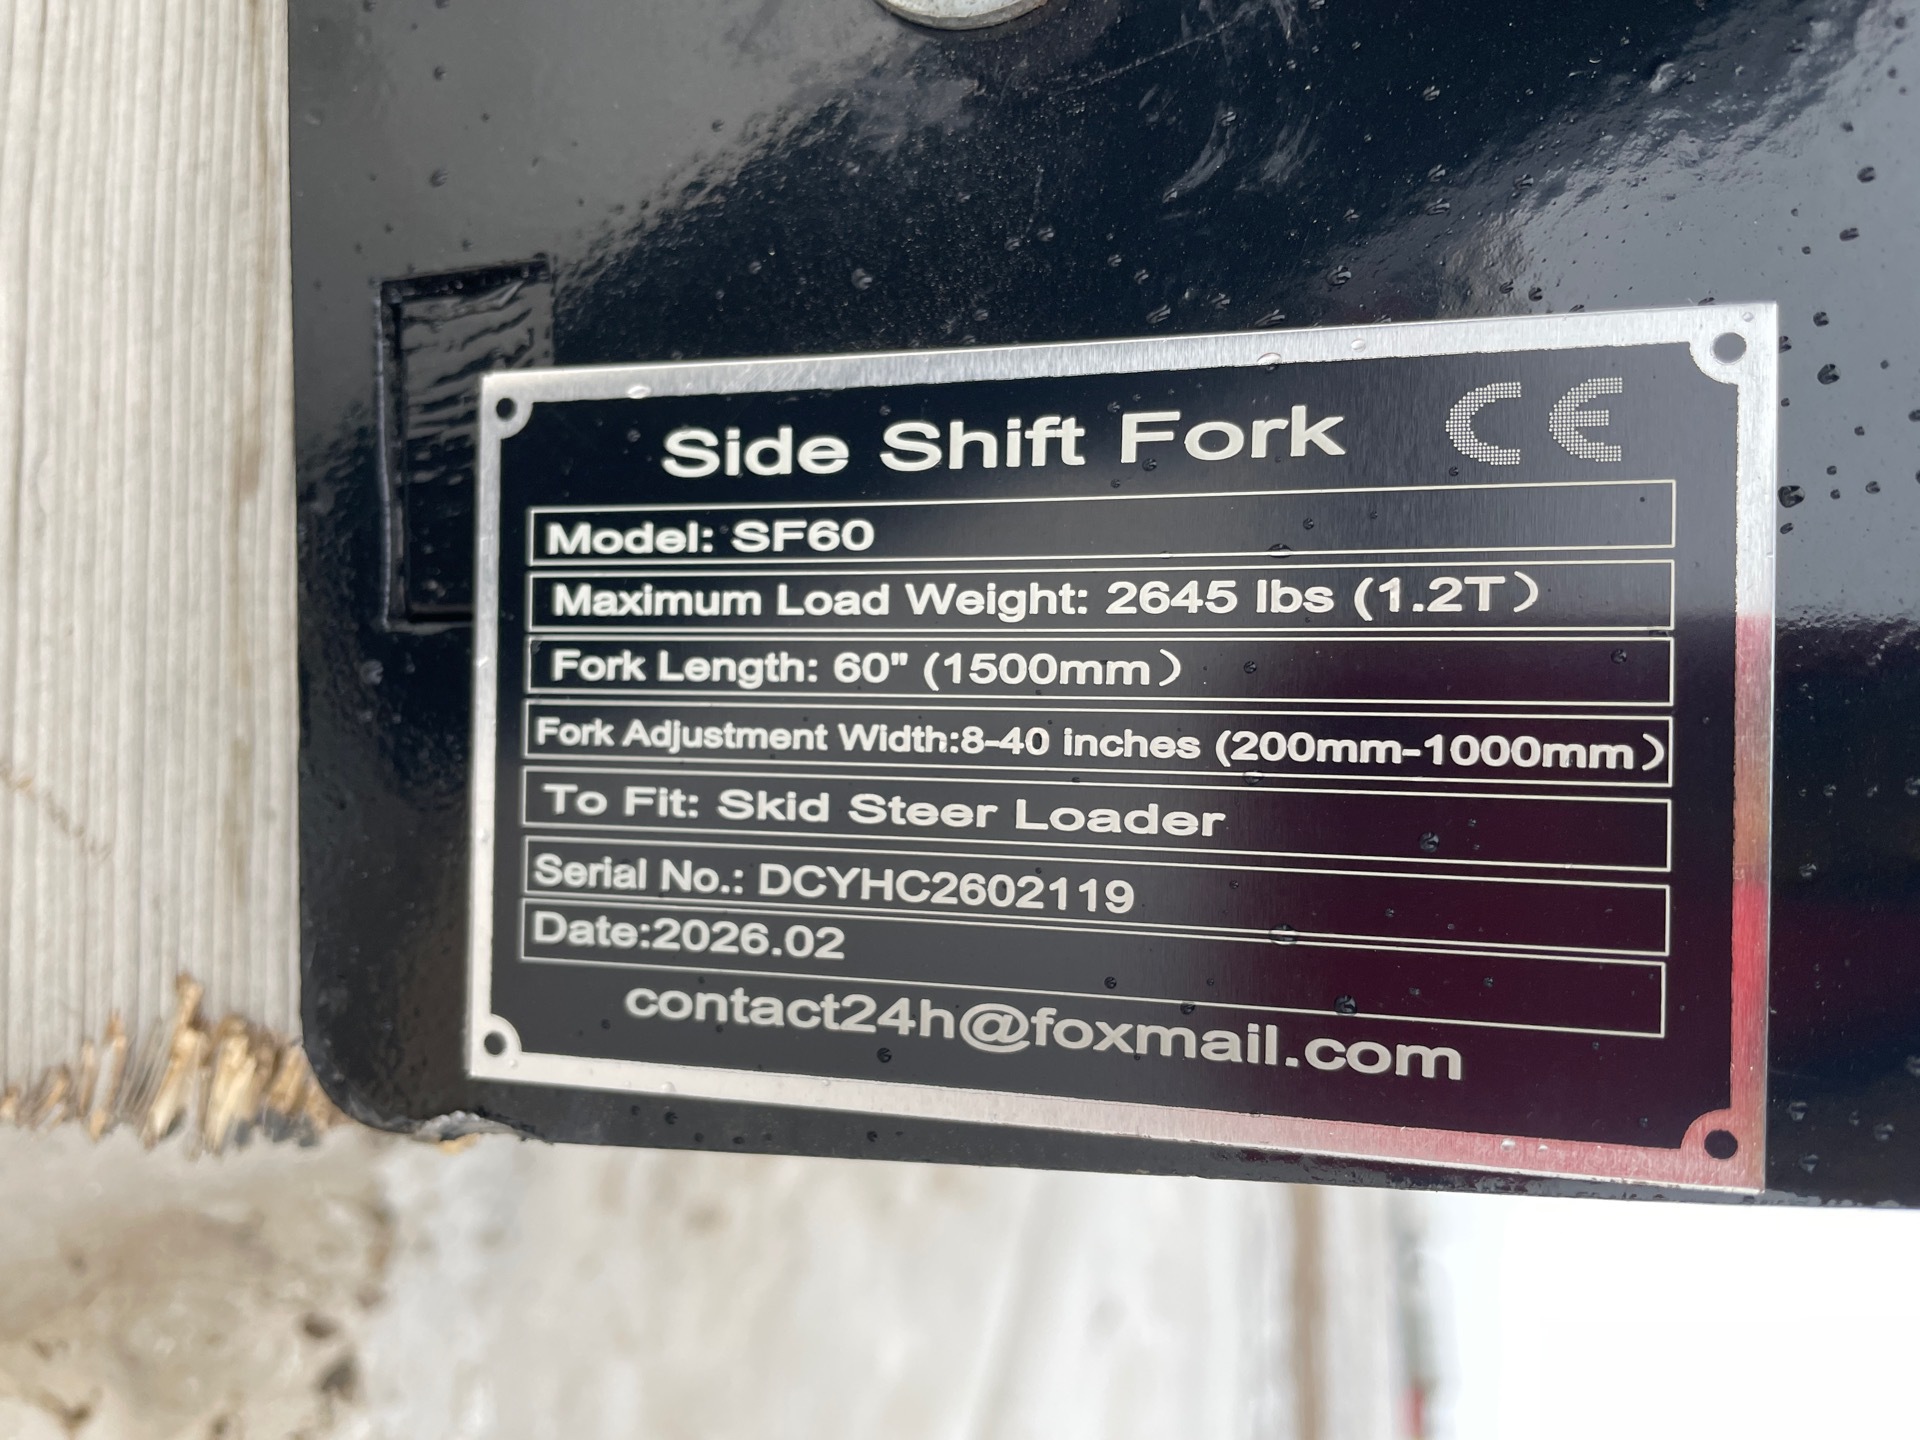 Side Shift Fork CE
Model: SF60
Maximum Load Weight: 2645 lbs (1.2T）
Fork Length: 60" (1500mm）
Fork Adjustment Width:8-40 inches (200mm-1000mm）
To Fit: Skid Steer Loader
Serial No.: DCYHC2602119
Date:2026.02
contact24h@foxmail.com